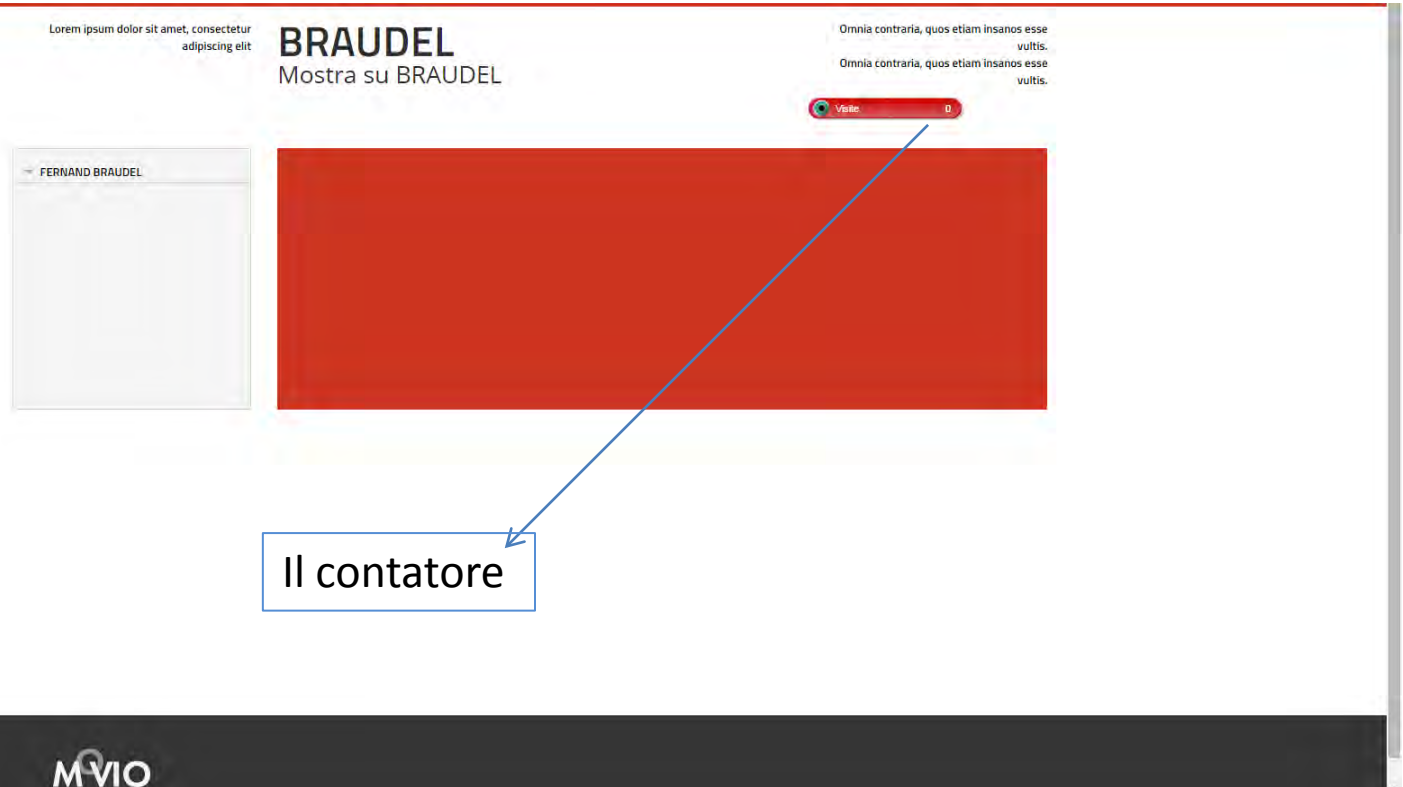 Lorem ipsum dolor sit amet, consectetur
adipiscing elit
BRAUDEL
Mostra su BRAUDEL
Omnia contraria, quos etiam insanos esse
vultis.
Omnia contraria, quos etiam insanos esse
vultis.
Visite 0
FERNAND BRAUDEL
Il contatore
MOVIO